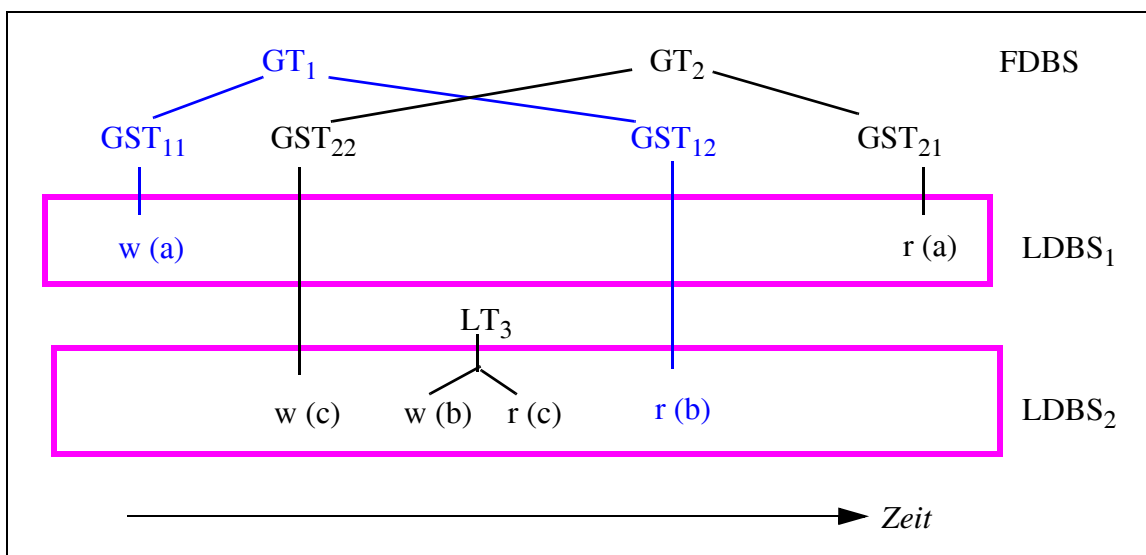 GT1 GT2 FDBS
GST11 GST22 GST12 GST21
w (a) r (a) LDBS1
LT3
w (c) w (b) r (c) r (b) LDBS2
Zeit